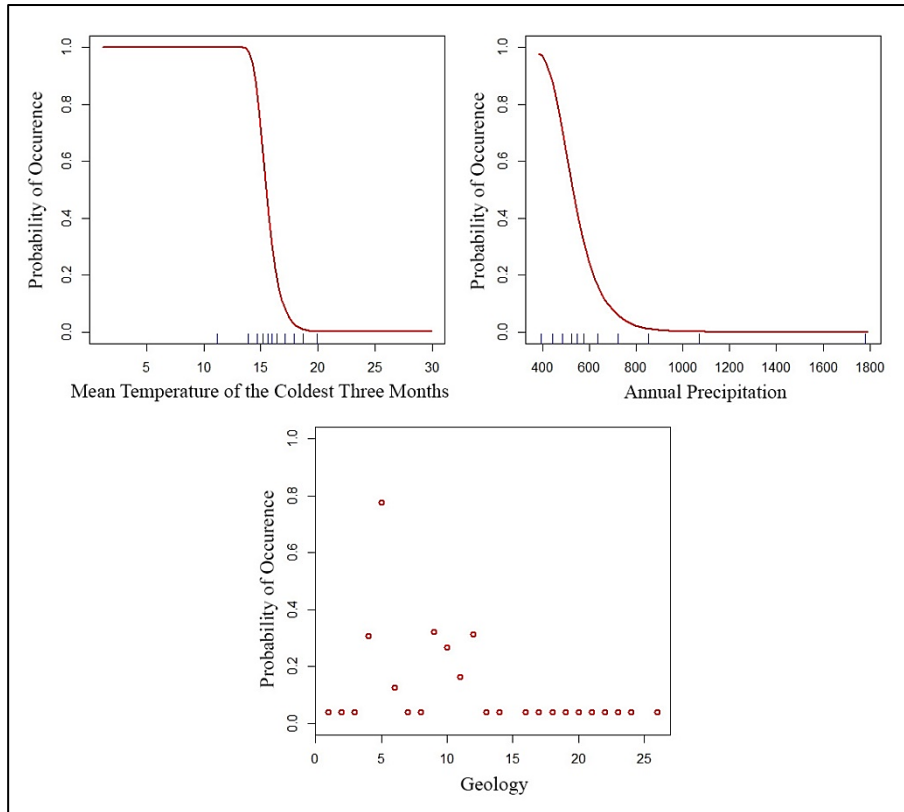 Probability of Occurence
1.0
0.8
0.6
0.4
0.2
0.0
5 10 15 20 25 30
Mean Temperature of the Coldest Three Months
Probability of Occurence
1.0
0.8
0.6
0.4
0.2
0.0
400 600 800 1000 1200 1400 1600 1800
Annual Precipitation
Probability of Occurence
1.0
0.8
0.6
0.4
0.2
0.0
0 5 10 15 20 25
Geology